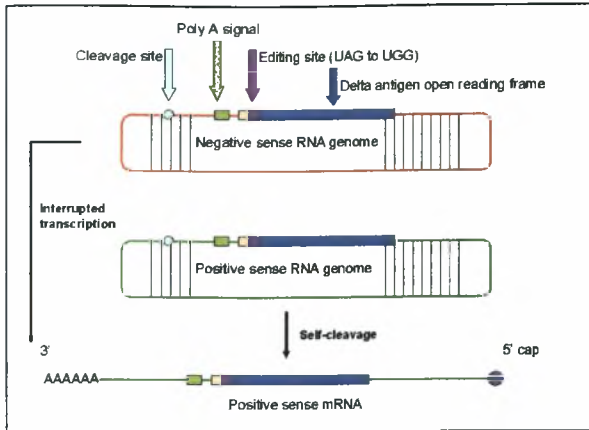 Poly A signal
Cleavage site
Editing site (UAG to UGG)
Delta antigen open reading frame
Negative sense RNA genome
Interrupted
transcription
Positive sense RNA genome
Self-cleavage
3'
5' cap
AAAAAA
Positive sense mRNA